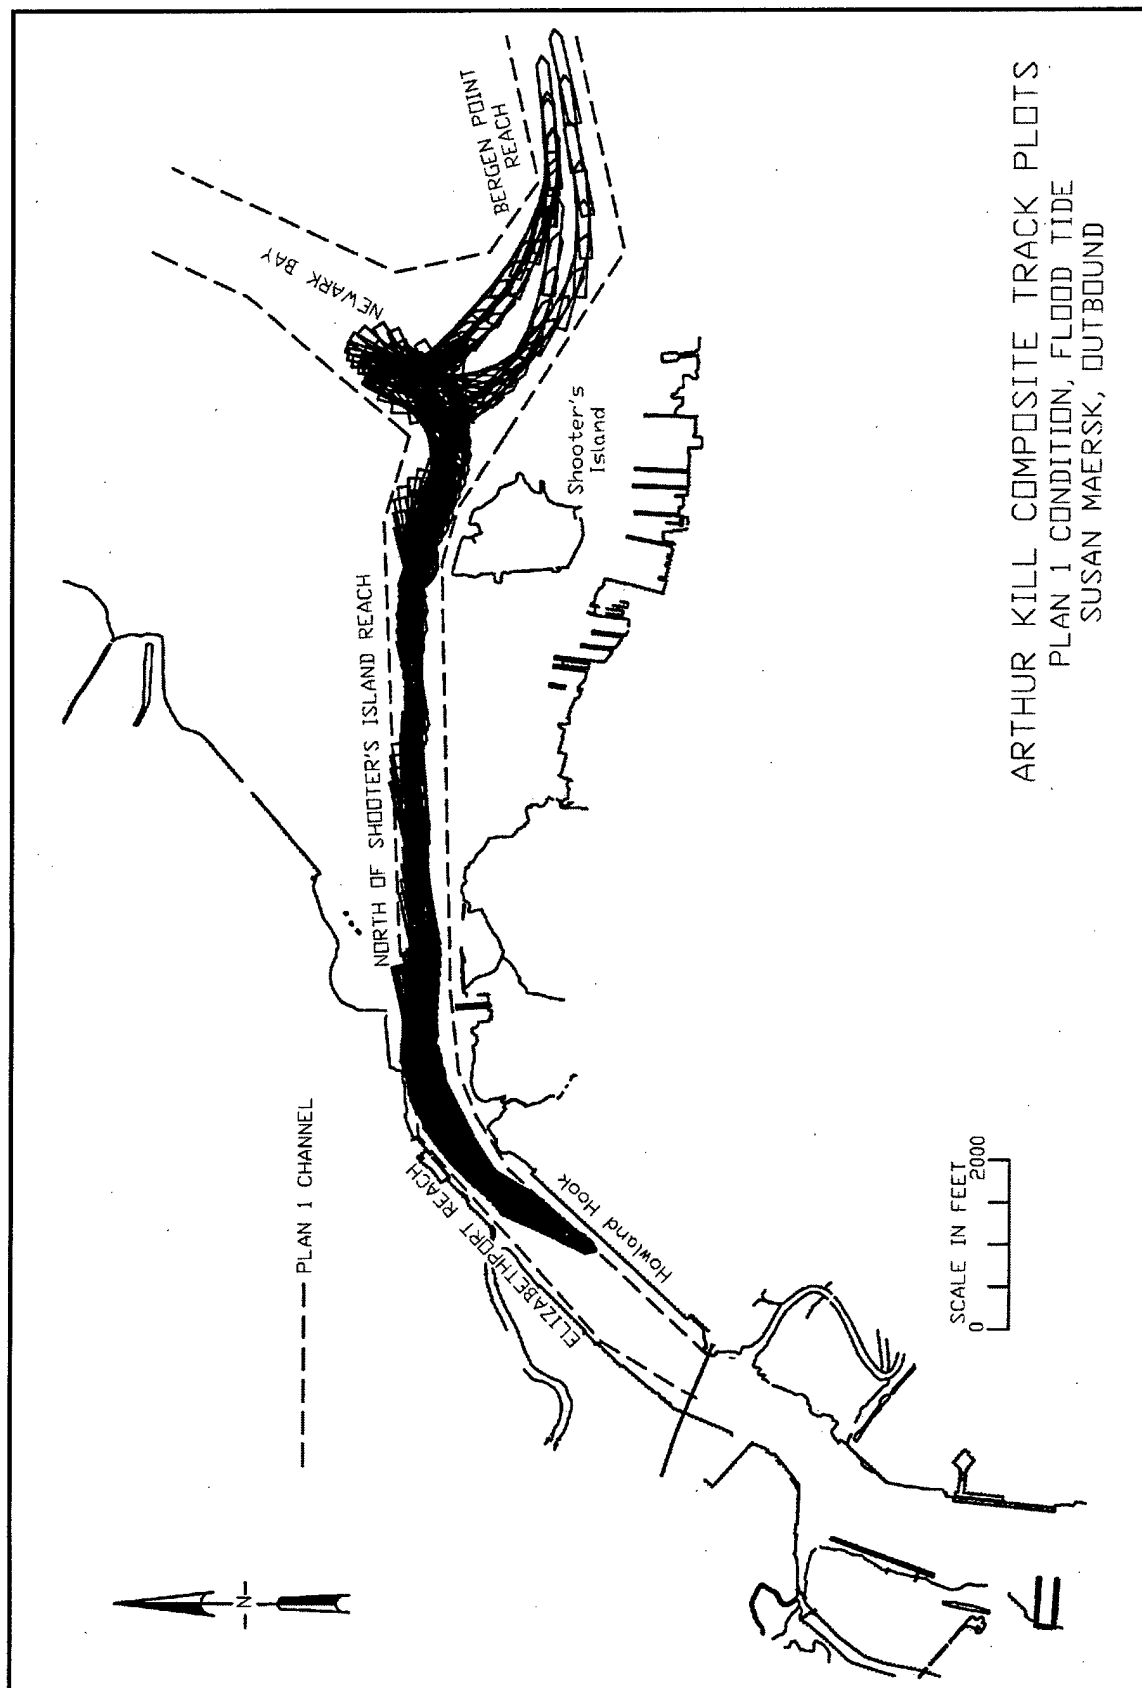 BERGEN POINT
REACH
NEWARK BAY
Shooter's
Island
NORTH OF SHOOTER'S ISLAND REACH
PLAN 1 CHANNEL
ELIZABETHPORT REACH
Howland Hook
SCALE IN FEET
0 2000
N
ARTHUR KILL COMPOSITE TRACK PLOTS
PLAN 1 CONDITION, FLOOD TIDE
SUSAN MAERSK, OUTBOUND